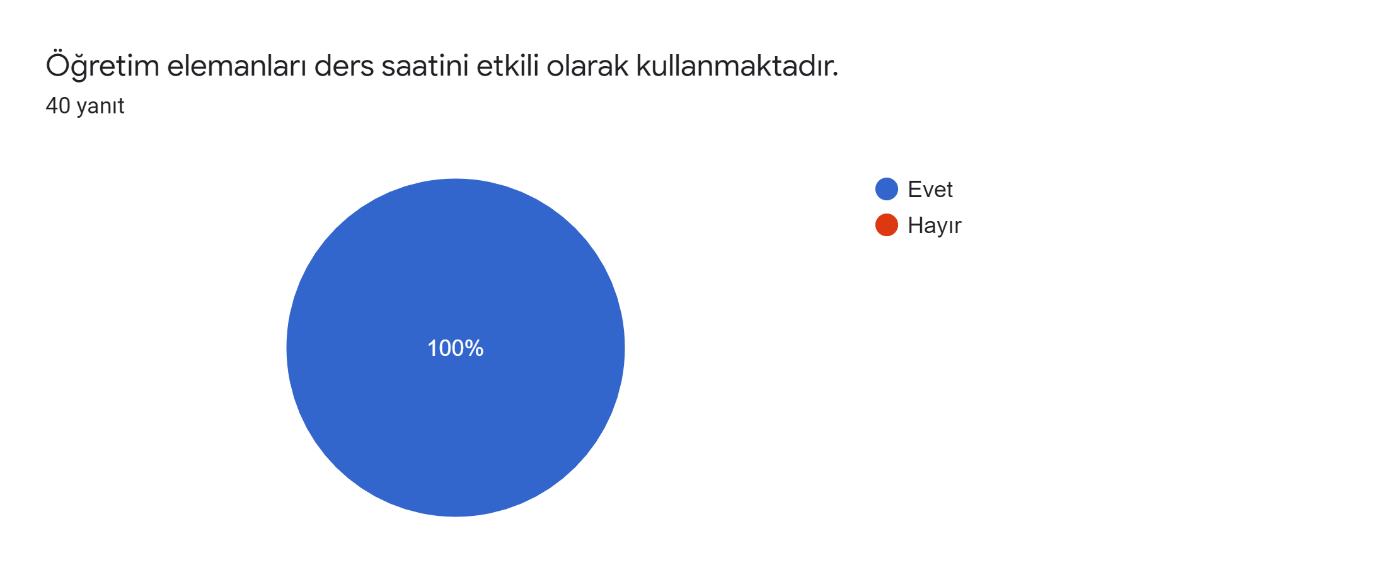 Öğretim elemanları ders saatini etkili olarak kullanmaktadır.
40 yanıt
Evet
Hayır
100%